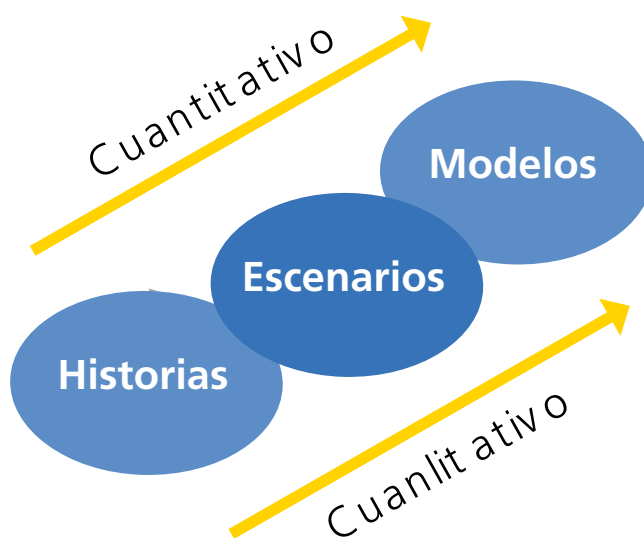 Cuantitativo
Modelos
Escenarios
Historias
Cuanlitativo